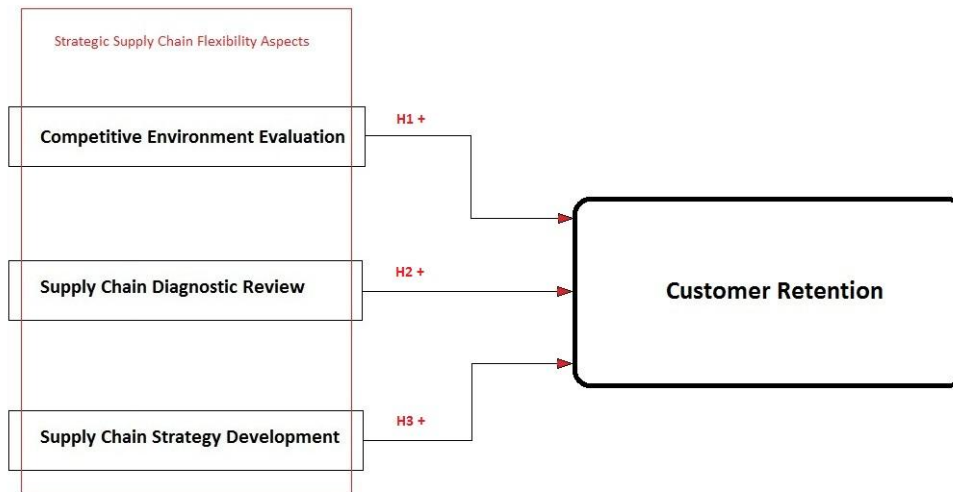 Strategic Supply Chain Flexibility Aspects
Competitive Environment Evaluation
H1 +
Supply Chain Diagnostic Review
H2 +
Customer Retention
Supply Chain Strategy Development
H3 +